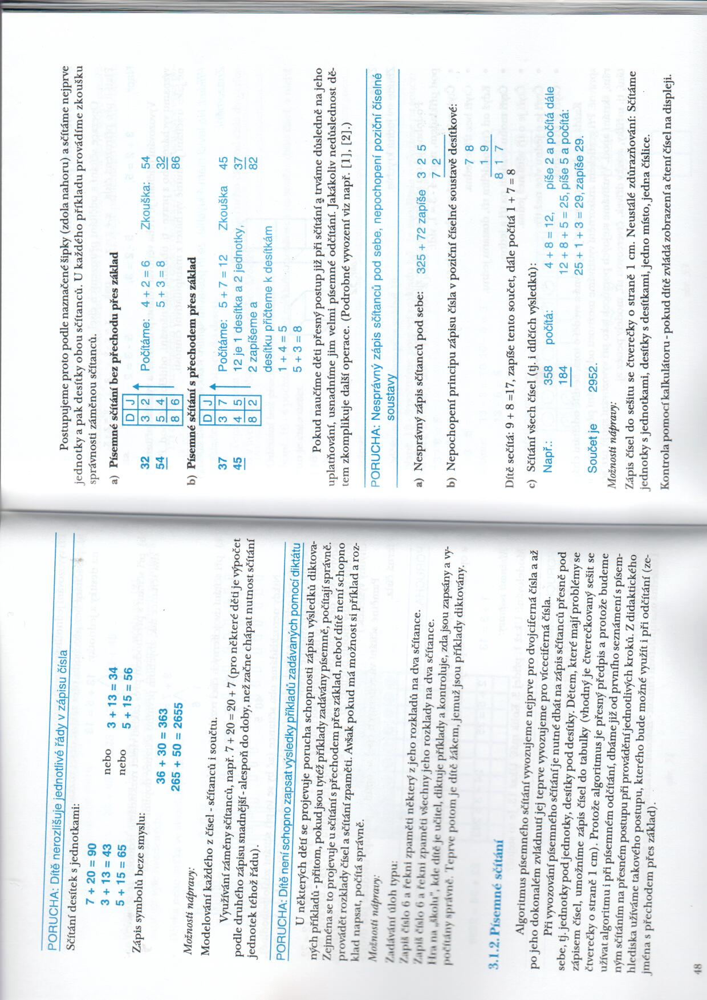 PORUCHA: Dítě nerozlišuje jednotlivé řády v zápisu čísla
Sčítání desítek s jednotkami:
7 + 20 = 90
3 + 13 = 43 nebo 3 + 13 = 34
5 + 15 = 65 nebo 5 + 15 = 56
Zápis symbolů beze smyslu:
36 + 30 = 363
265 + 50 = 2655
Možnosti nápravy:
Modelování každého z čísel - sčítanců i součtu.
Využívání záměny sčítanců, např. 7 + 20 = 20 + 7 (pro některé děti je výpočet
podle druhého zápisu snadnější - alespoň do doby, než začne chápat nutnost sčítání
jednotek téhož řádu).
PORUCHA: Dítě není schopno zapsat výsledky příkladů zadávaných pomocí diktátu
U některých dětí se projevuje porucha schopnosti zápisu výsledků diktova-
ných příkladů - přitom, pokud jsou tytéž příklady zadávány písemně, počítají správně.
Zejména se to projevuje u sčítání s přechodem přes základ, neboť dítě není schopno
provádět rozklady čísel a sčítání zpaměti. Avšak pokud má možnost si příklad a roz-
klad napsat, počítá správně.
Možnosti nápravy:
Zadávání úloh typu:
Zapiš číslo 6 a řekni zpaměti některý z jeho rozkladů na dva sčítance.
Zapiš číslo 6 a řekni zpaměti všechny jeho rozklady na dva sčítance.
Hra na „školu", kde dítě je učitel, diktuje příklady a kontroluje, zda jsou zapsány a vy-
počítány správně. Teprve potom je dítě žákem, jemuž jsou příklady diktovány.
3.1.2. Písemné sčítání
Algoritmus písemného sčítání vyvozujeme nejprve pro dvojciferná čísla a až
po jeho dokonalém zvládnutí jej teprve vyvozujeme pro víceciferná čísla.
Při vyvozování písemného sčítání je nutné dbát na zápis sčítanců přesně pod
sebe, tj. jednotky pod jednotky, desítky pod desítky. Dětem, které mají problémy se
zápisem čísel, umožníme zápis čísel do tabulky (vhodný je čtverečkovaný sešit se
čtverečky o straně 1 cm). Protože algoritmus je přesný předpis a protože budeme
užívat algoritmu i při písemném odčítání, dbáme již od prvního seznámení s písem-
ným sčítáním na přesném postupu při provádění jednotlivých kroků. Z didaktického
hlediska užíváme takového postupu, kterého bude možné využít i při odčítání (ze-
jména s přechodem přes základ).
48
Postupujeme proto podle naznačené šipky (zdola nahoru) a sčítáme nejprve
jednotky a pak desítky obou sčítanců. U každého příkladu provádíme zkoušku
správnosti záměnou sčítanců.
a) Písemné sčítání bez přechodu přes základ
D J
32 3 2 Počítáme: 4 + 2 = 6 Zkouška: 54
54 5 4 5 + 3 = 8 32
8 6 86
b) Písemné sčítání s přechodem přes základ
D J
37 3 7 Počítáme: 5 + 7 = 12 Zkouška 45
45 4 5 12 je 1 desítka a 2 jednotky, 37
8 2 2 zapíšeme a 82
desítku přičteme k desítkám
1 + 4 = 5
5 + 3 = 8
Pokud naučíme děti přesný postup již při sčítání a trváme důsledně na jeho
uplatňování, usnadníme jim velmi písemné odčítání. Jakákoliv nedůslednost dě-
tem zkomplikuje další operace. (Podrobné vyvození viz např. [1], [2].)
PORUCHA: Nesprávný zápis sčítanců pod sebe, nepochopení poziční číselné
soustavy
a) Nesprávný zápis sčítanců pod sebe: 325 + 72 zapíše 3 2 5
7 2
b) Nepochopení principu zápisu čísla v poziční číselné soustavě desítkové:
7 8
1 9
8 1 7
Dítě sečítá: 9 + 8 =17, zapíše tento součet, dále počítá 1 + 7 = 8
c) Sčítání všech čísel (tj. i dílčích výsledků):
Např.: 358 počítá: 4 + 8 = 12, píše 2 a počítá dále
184 12 + 8 + 5 = 25, píše 5 a počítá:
25 + 1 + 3 = 29, zapíše 29.
Součet je 2952.
Možnosti nápravy:
Zápis čísel do sešitu se čtverečky o straně 1 cm. Neustálé zdůrazňování: Sčítáme
jednotky s jednotkami, desítky s desítkami, jedno místo, jedna číslice.
Kontrola pomocí kalkulátoru - pokud dítě zvládá zobrazení a čtení čísel na displeji.